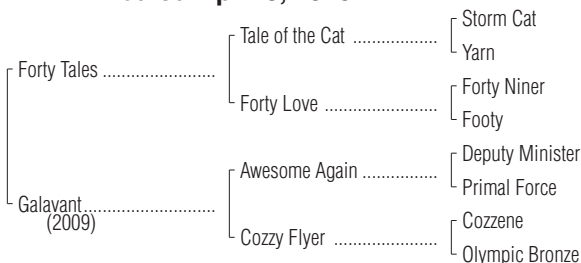 Storm Cat
Tale of the Cat ....................
Yarn
Forty Tales ..........................
Forty Niner
Forty Love ..........................
Footy
Deputy Minister
Awesome Again ..................
Primal Force
Galavant..............................
(2009)
Cozzene
Cozzy Flyer ........................
Olympic Bronze